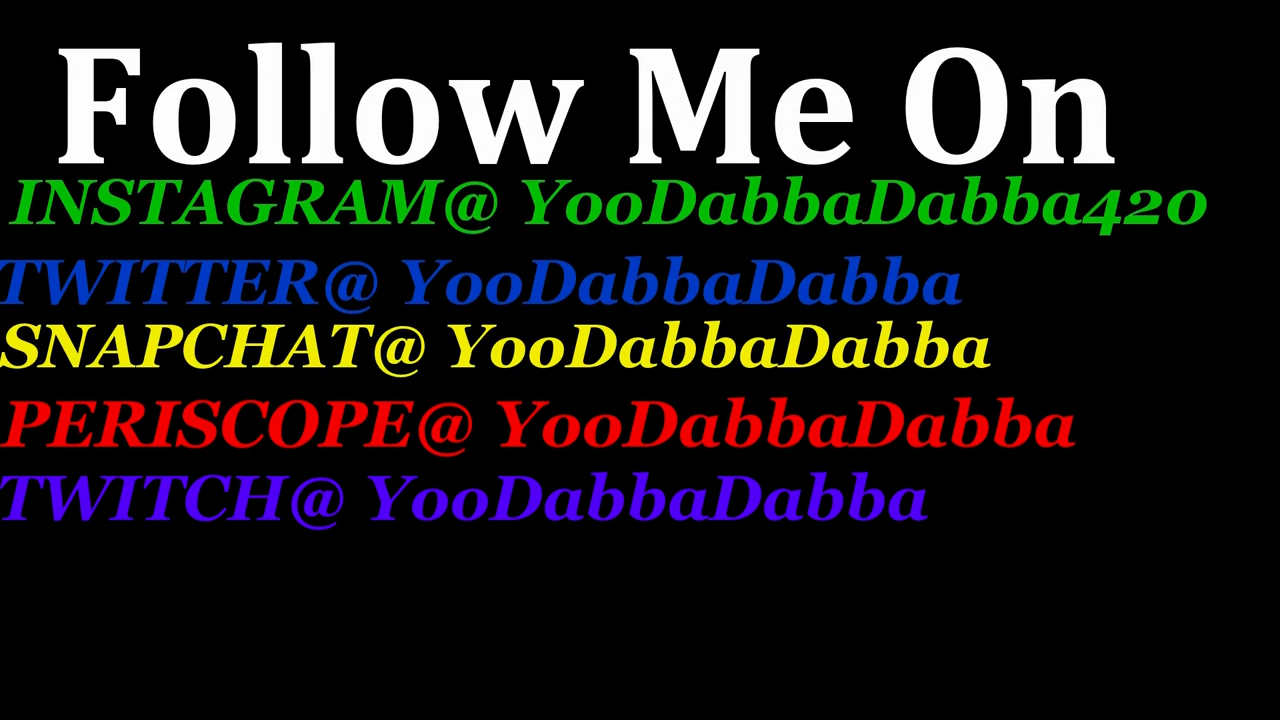 Follow Me On
INSTAGRAM@ YooDabbaDabba420
TWITTER@ YooDabbaDabba
SNAPCHAT@ YooDabbaDabba
PERISCOPE@ YooDabbaDabba
TWITCH@ YooDabbaDabba